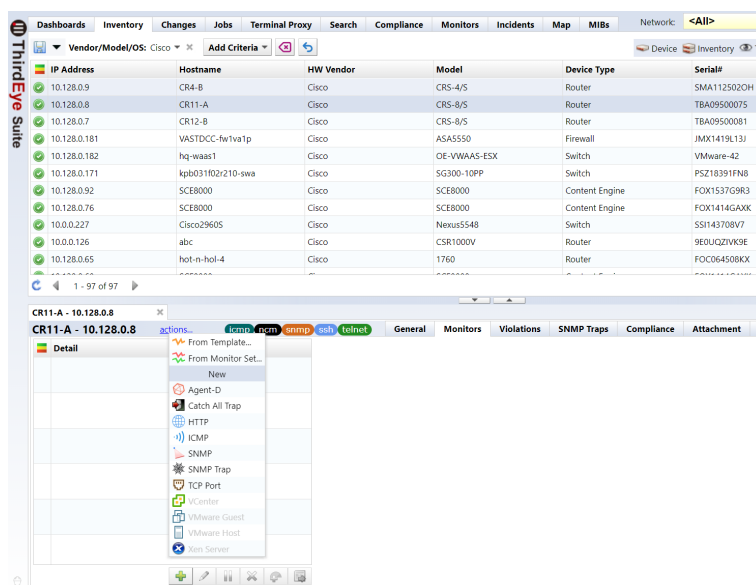 ThirdEye Suite
Dashboards Inventory Changes Jobs Terminal Proxy Search Compliance Monitors Incidents Map MIBs Network: <All>
Vendor/Model/OS: Cisco Add Criteria Device Inventory
IP Address Hostname HW Vendor Model Device Type Serial#
10.128.0.9 CR4-B Cisco CRS-4/S Router SMA112502OH
10.128.0.8 CR11-A Cisco CRS-8/S Router TBA09500075
10.128.0.7 CR12-B Cisco CRS-8/S Router TBA09500081
10.128.0.181 VASTDCC-fw1va1p Cisco ASA5550 Firewall JMX1419L13J
10.128.0.182 hq-waas1 Cisco OE-VWAAS-ESX Switch VMware-42
10.128.0.171 kpb031f02r210-swa Cisco SG300-10PP Switch PSZ18391FN8
10.128.0.92 SCE8000 Cisco SCE8000 Content Engine FOX1537G9R3
10.128.0.76 SCE8000 Cisco SCE8000 Content Engine FOX1414GAXK
10.0.0.227 Cisco2960S Cisco Nexus5548 Switch SSI143708V7
10.0.0.126 abc Cisco CSR1000V Router 9E0UQZIVK9E
10.128.0.65 hot-n-hol-4 Cisco 1760 Router FOC064508KX
1 - 97 of 97
CR11-A - 10.128.0.8
CR11-A - 10.128.0.8 actions... icmp ncm snmp ssh telnet General Monitors Violations SNMP Traps Compliance Attachment
Detail
From Template...
From Monitor Set...
New
Agent-D
Catch All Trap
HTTP
ICMP
SNMP
SNMP Trap
TCP Port
VCenter
VMware Guest
VMware Host
Xen Server